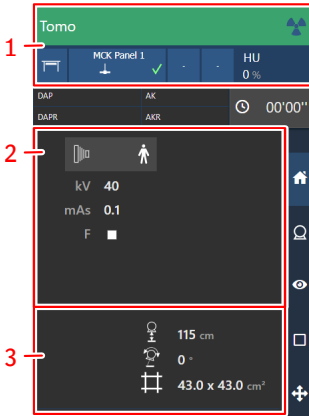 Tomo
1
MCK Panel 1
- -
HU
0 %
DAP AK
DAPR AKR
00'00''
2
kV 40
mAs 0.1
F
3
115 cm
0 °
43.0 x 43.0 cm²